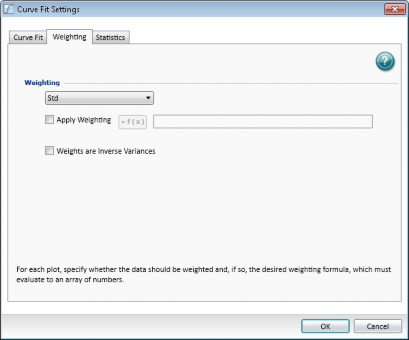 Curve Fit Settings
Curve Fit Weighting Statistics
?
Weighting
Std
Apply Weighting =f(x)
Weights are Inverse Variances
For each plot, specify whether the data should be weighted and, if so, the desired weighting formula, which must
evaluate to an array of numbers.
OK Cancel